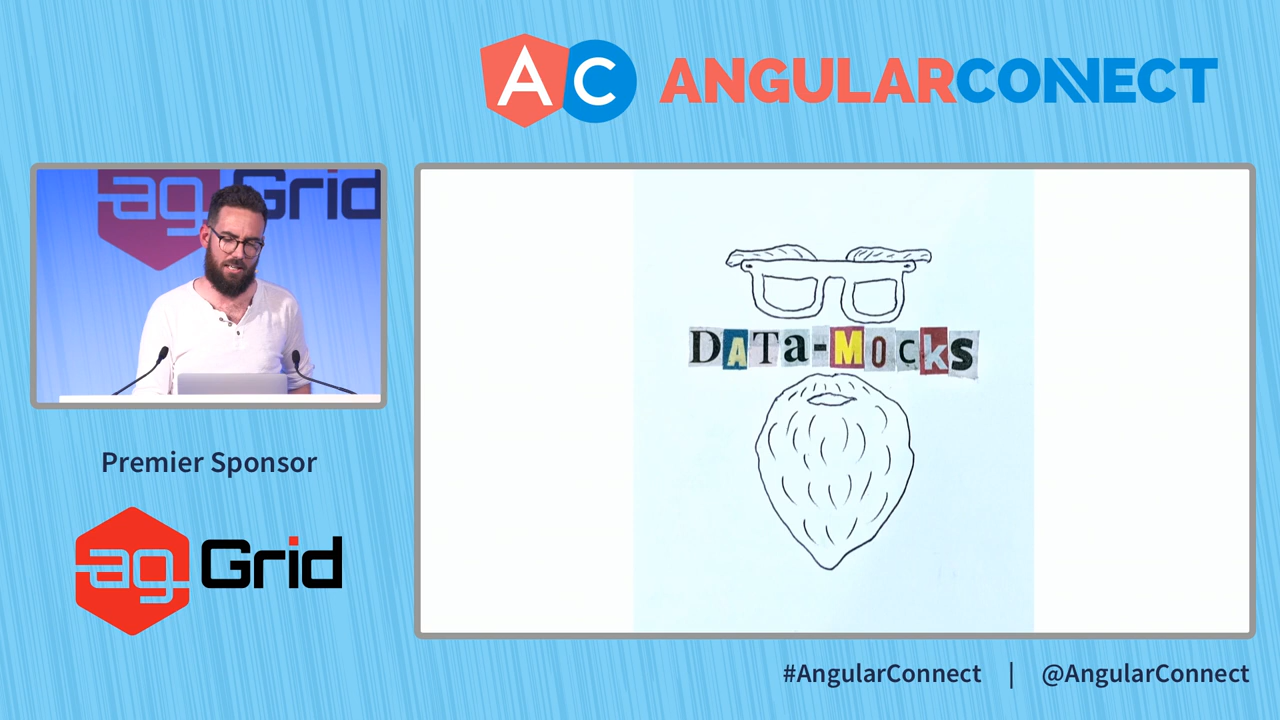 AC ANGULARCONNECT
ag Grid
DATa-MOCKS
Premier Sponsor
ag Grid
#AngularConnect | @AngularConnect